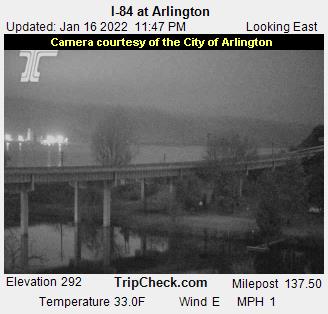 I-84 at Arlington
Updated: Jan 16 2022 11:47 PM Looking East
Camera courtesy of the City of Arlington
Elevation 292 TripCheck.com Milepost 137.50
Temperature 33.0F Wind E MPH 1